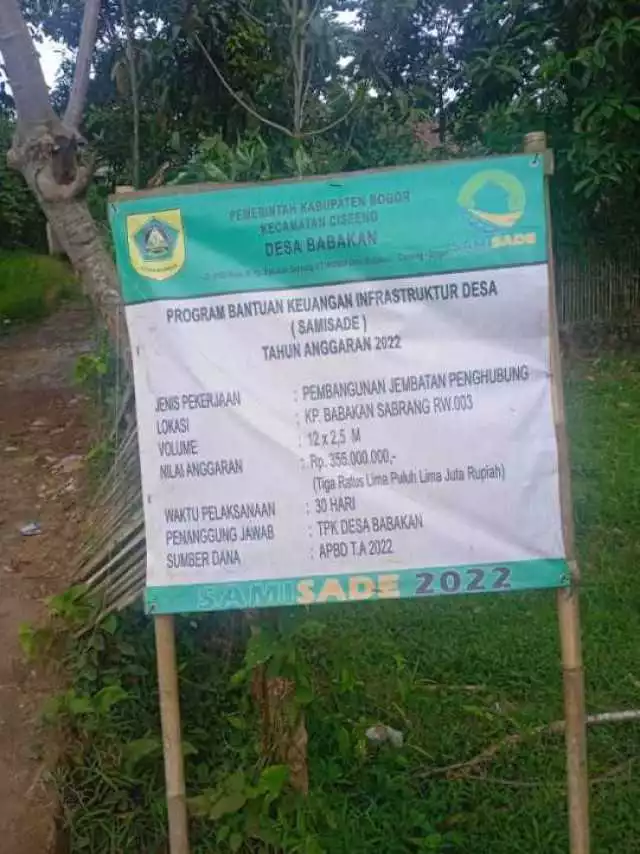 PEMERINTAH KABUPATEN BOGOR
KECAMATAN CISEENG
DESA BABAKAN
SAMISADE
PROGRAM BANTUAN KEUANGAN INFRASTRUKTUR DESA
( SAMISADE )
TAHUN ANGGARAN 2022
JENIS PEKERJAAN : PEMBANGUNAN JEMBATAN PENGHUBUNG
LOKASI : KP. BABAKAN SABRANG RW.003
VOLUME : 12 x 2,5 M
NILAI ANGGARAN : Rp. 355.000.000,-
(Tiga Ratus Lima Puluh Lima Juta Rupiah)
WAKTU PELAKSANAAN : 30 HARI
PENANGGUNG JAWAB : TPK DESA BABAKAN
SUMBER DANA : APBD T.A 2022
SAMISADE 2022